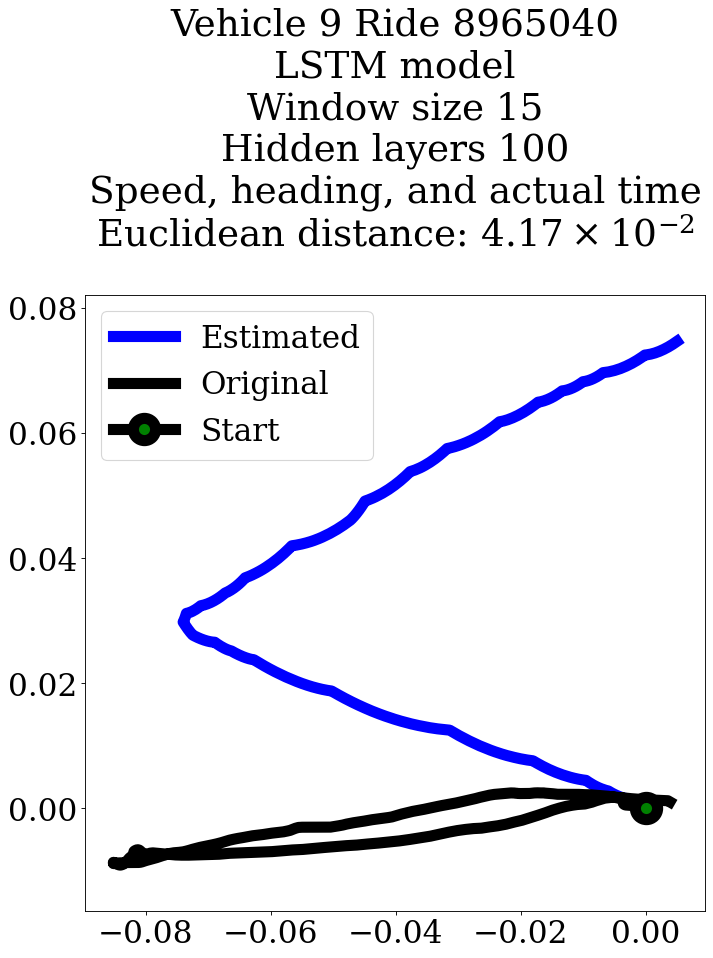 Vehicle 9 Ride 8965040
LSTM model
Window size 15
Hidden layers 100
Speed, heading, and actual time
Euclidean distance: 4.17 × 10⁻²
Estimated
Original
Start
0.08
0.06
0.04
0.02
0.00
−0.08 −0.06 −0.04 −0.02 0.00